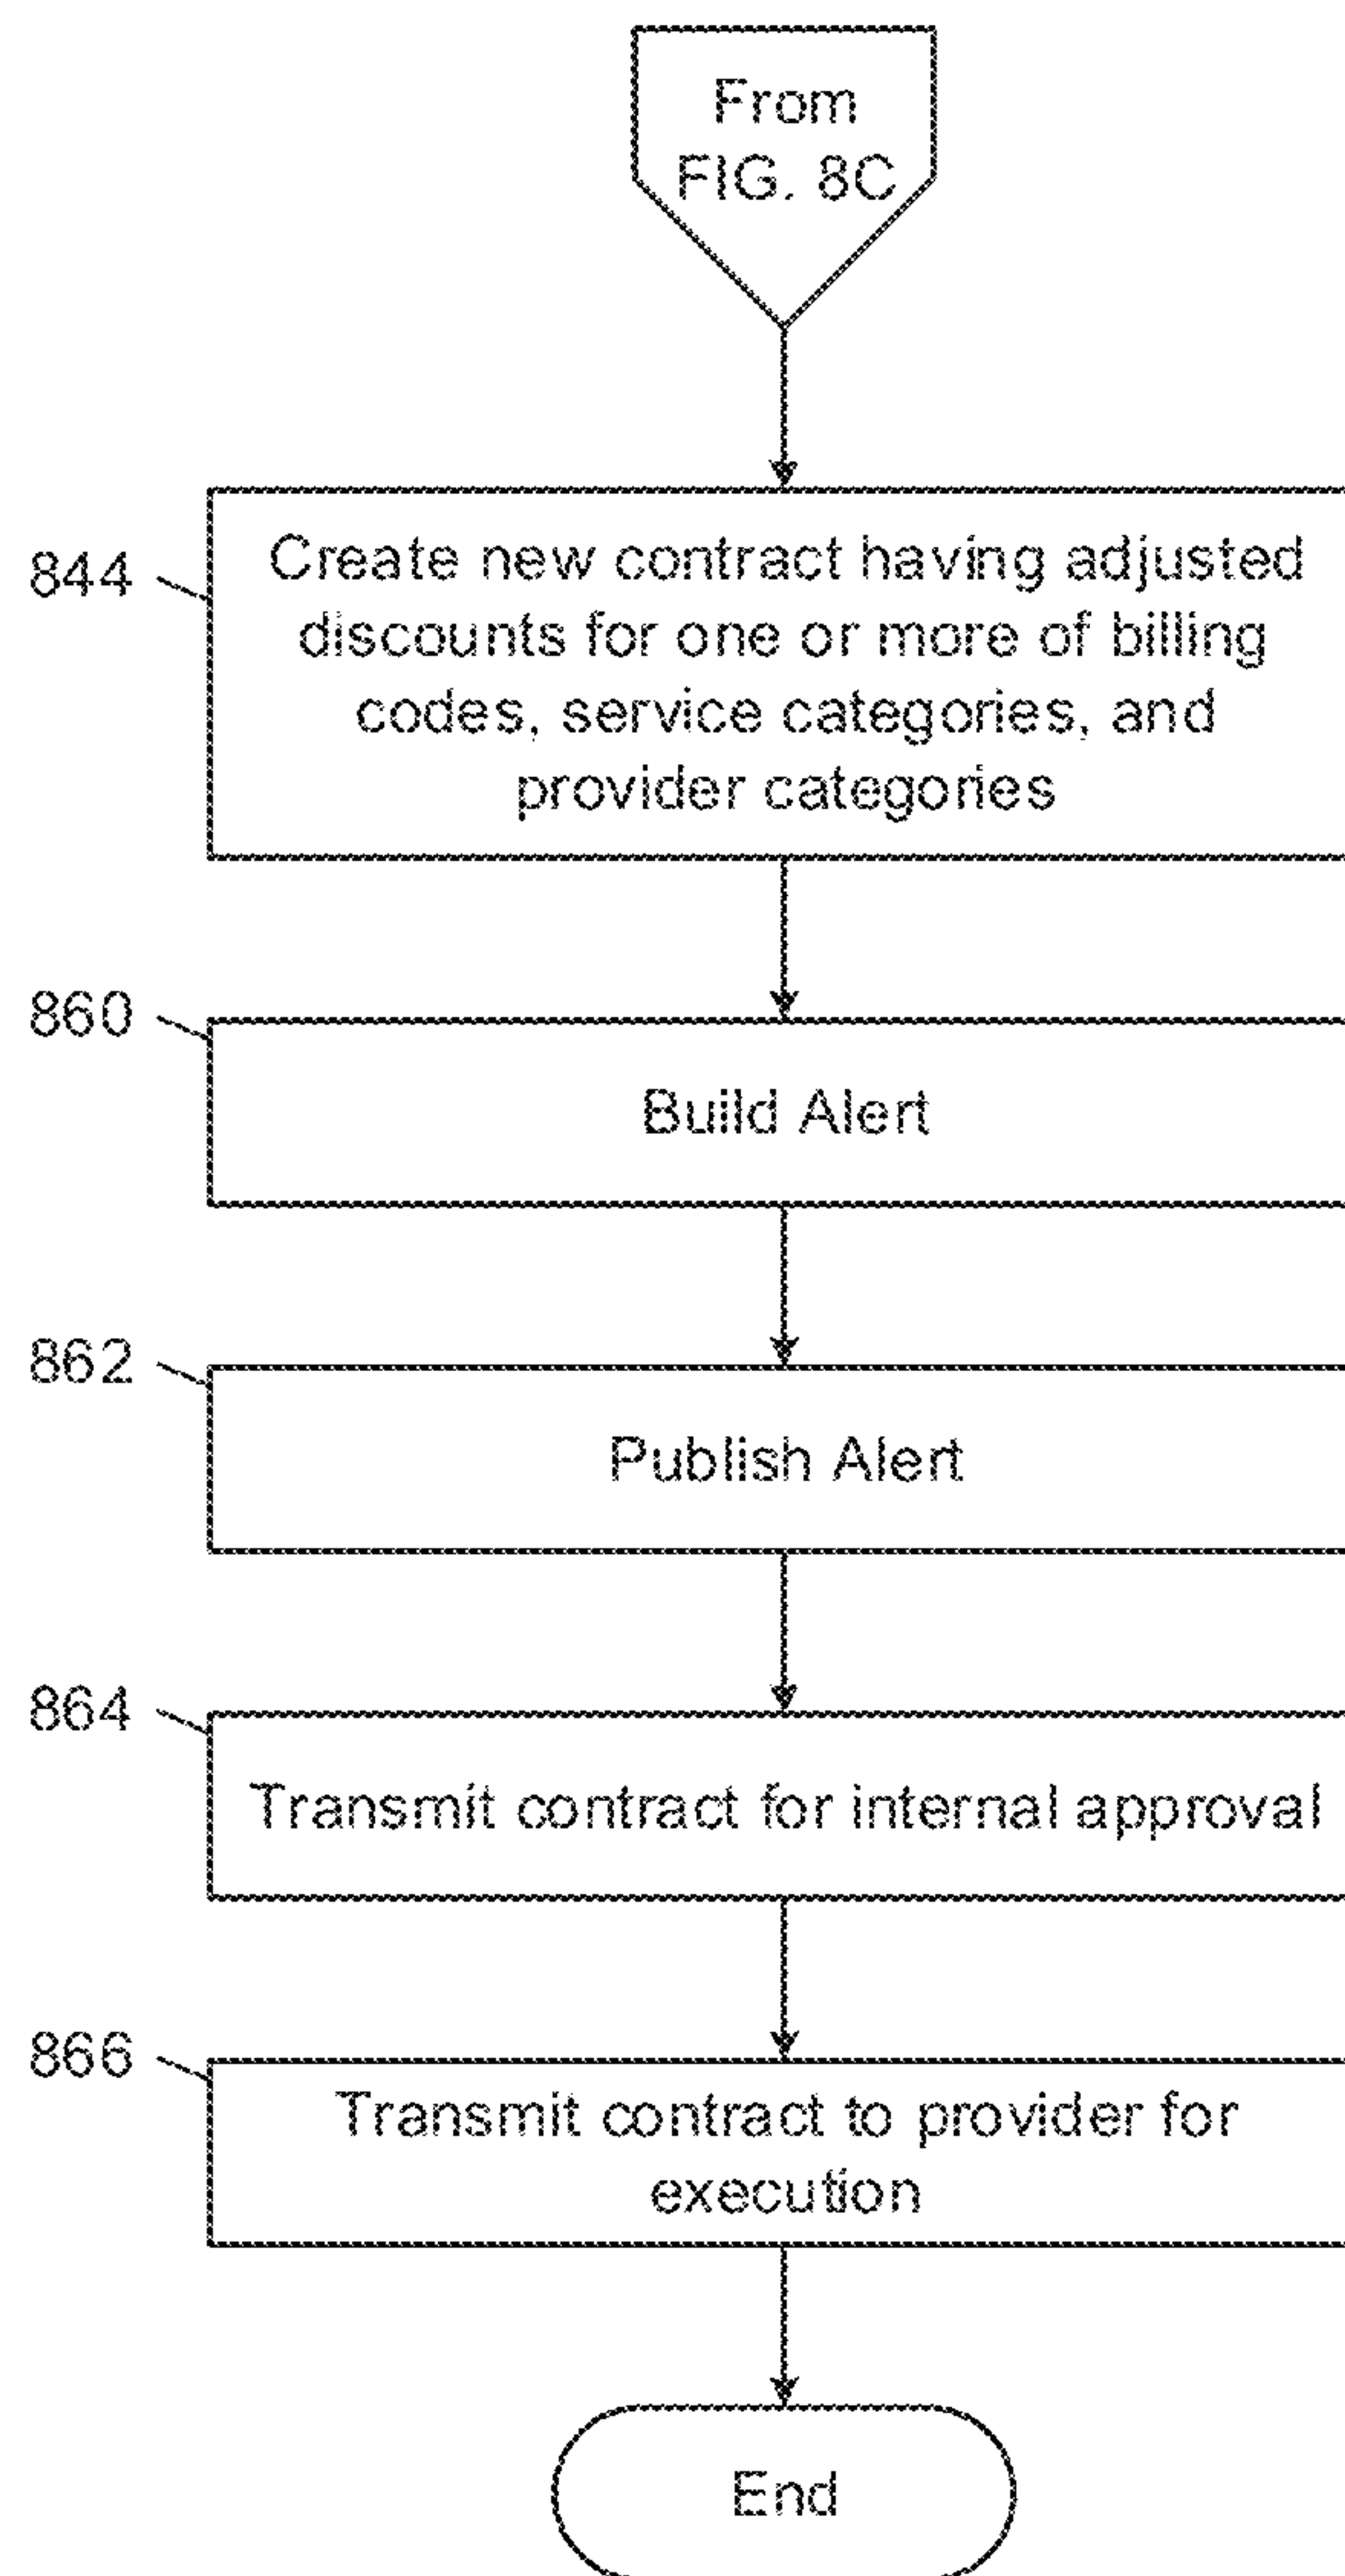 From
FIG. 8C
844
Create new contract having adjusted
discounts for one or more of billing
codes, service categories, and
provider categories
860
Build Alert
862
Publish Alert
864
Transmit contract for internal approval
866
Transmit contract to provider for
execution
End